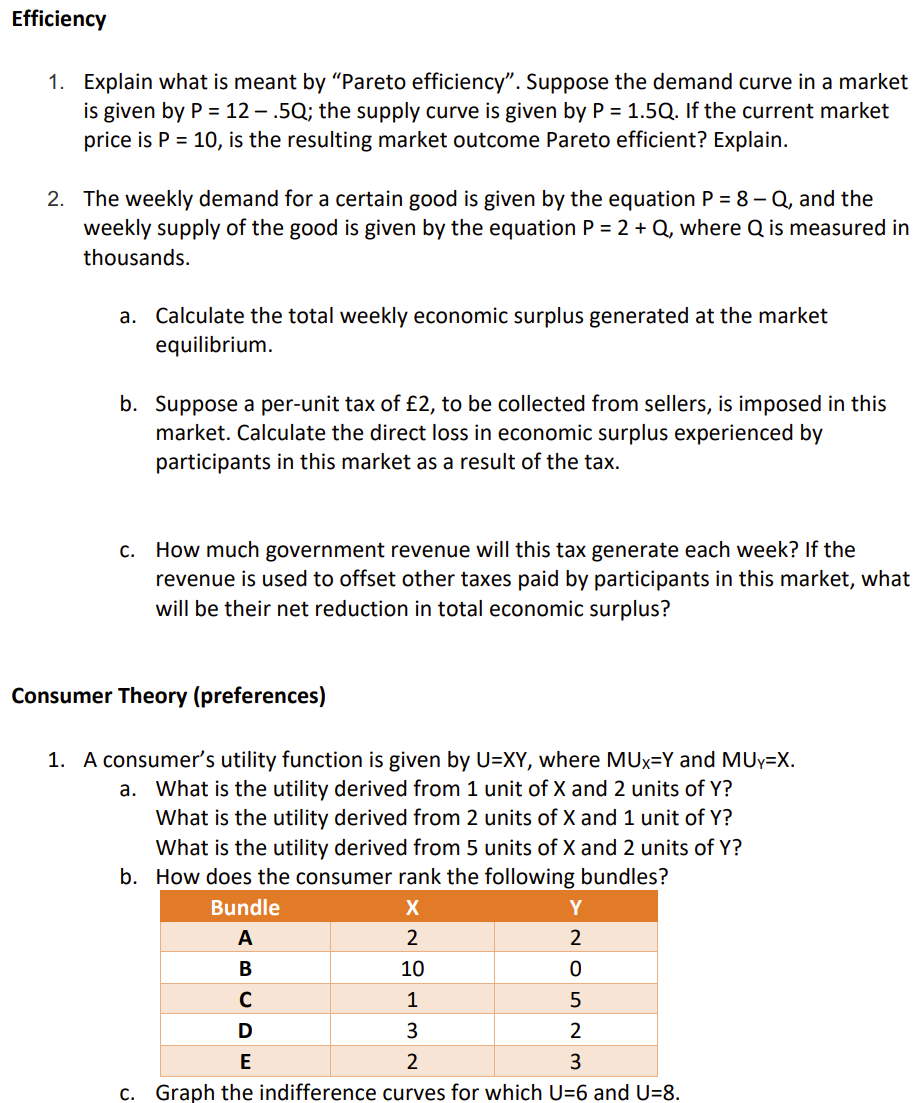 Efficiency
1. Explain what is meant by “Pareto efficiency”. Suppose the demand curve in a market
is given by P = 12 – .5Q; the supply curve is given by P = 1.5Q. If the current market
price is P = 10, is the resulting market outcome Pareto efficient? Explain.
2. The weekly demand for a certain good is given by the equation P = 8 – Q, and the
weekly supply of the good is given by the equation P = 2 + Q, where Q is measured in
thousands.
a. Calculate the total weekly economic surplus generated at the market
equilibrium.
b. Suppose a per-unit tax of £2, to be collected from sellers, is imposed in this
market. Calculate the direct loss in economic surplus experienced by
participants in this market as a result of the tax.
c. How much government revenue will this tax generate each week? If the
revenue is used to offset other taxes paid by participants in this market, what
will be their net reduction in total economic surplus?
Consumer Theory (preferences)
1. A consumer’s utility function is given by U=XY, where MUX=Y and MUY=X.
a. What is the utility derived from 1 unit of X and 2 units of Y?
What is the utility derived from 2 units of X and 1 unit of Y?
What is the utility derived from 5 units of X and 2 units of Y?
b. How does the consumer rank the following bundles?
Bundle X Y
A 2 2
B 10 0
C 1 5
D 3 2
E 2 3
c. Graph the indifference curves for which U=6 and U=8.